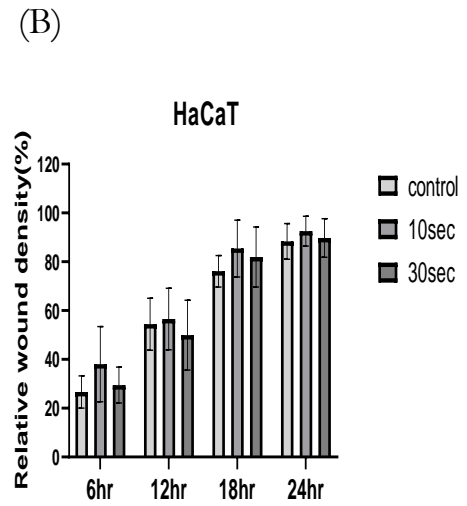 (B)
HaCaT
Relative wound density(%)
120
100
80
60
40
20
0
6hr 12hr 18hr 24hr
control
10sec
30sec